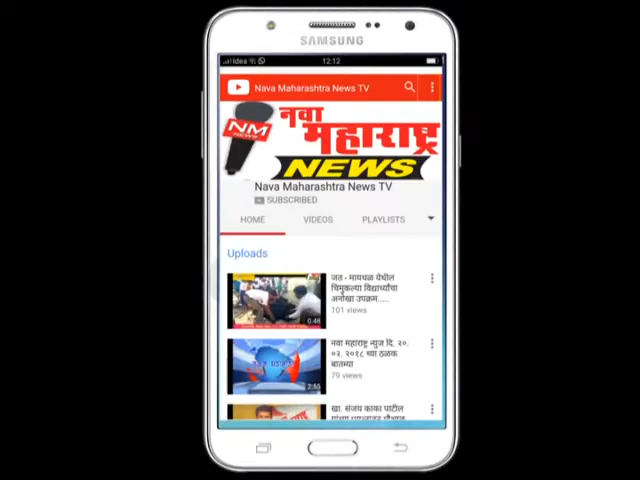 SAMSUNG
Idea
12:12
Nava Maharashtra News TV
नवा
महाराष्ट्र
NM
NEWS
NEWS
Nava Maharashtra News TV
SUBSCRIBED
HOME VIDEOS PLAYLISTS
Uploads
जत - मायथळ येथील
चिमुकल्या विद्यार्थ्यांचा
अनोखा उपक्रम.....
101 views
0:48
नवा महाराष्ट्र न्युज दि. २०.
०३. २०१८ च्या ठळक
बातम्या
79 views
2:55
खा. संजय काका पाटील